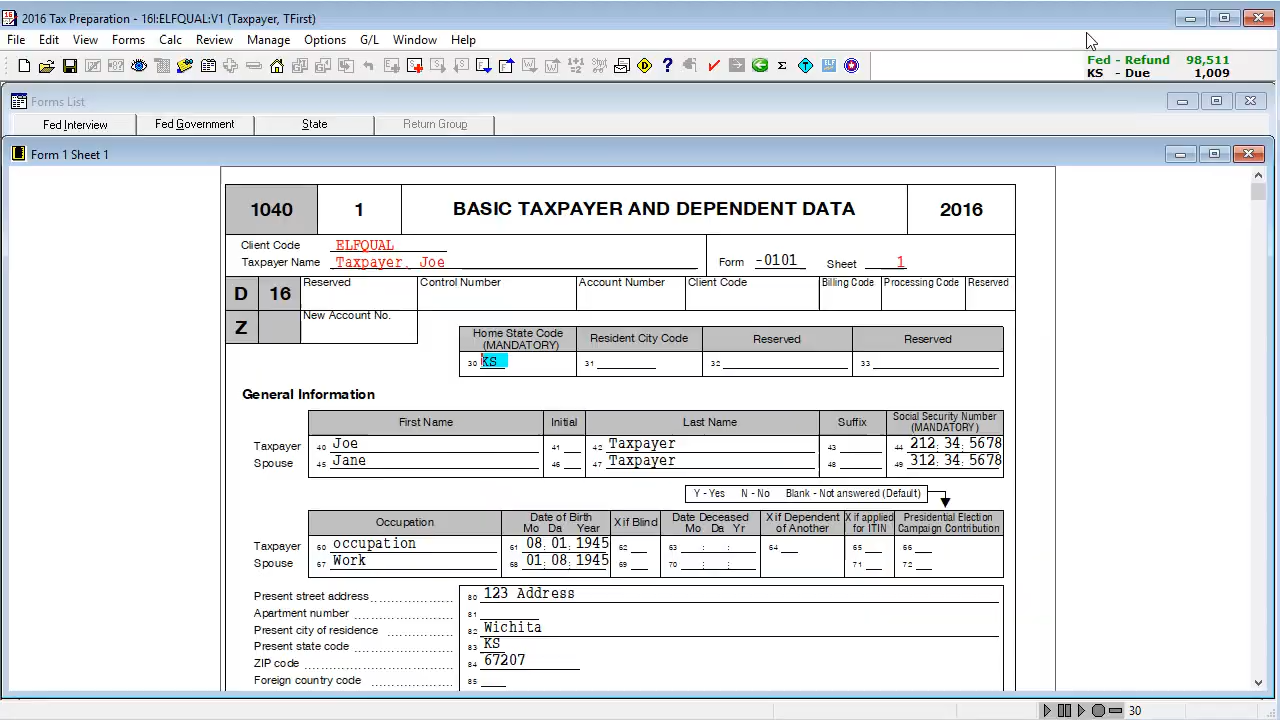 2016 Tax Preparation - 16I:ELFQUAL:V1 (Taxpayer, TFirst)
File Edit View Forms Calc Review Manage Options G/L Window Help
Fed - Refund 98,511
KS - Due 1,009
Forms List
Fed Interview Fed Government State Return Group
Form 1 Sheet 1
1040 1 BASIC TAXPAYER AND DEPENDENT DATA 2016
Client Code ELFQUAL
Taxpayer Name Taxpayer, Joe Form -0101 Sheet 1
D 16 Reserved Control Number Account Number Client Code Billing Code Processing Code Reserved
Z New Account No.
Home State Code (MANDATORY) Resident City Code Reserved Reserved
30 KS 31 32 33
General Information
First Name Initial Last Name Suffix Social Security Number (MANDATORY)
Taxpayer 40 Joe 41 42 Taxpayer 43 44 212 34 5678
Spouse 45 Jane 46 47 Taxpayer 48 49 312 34 5678
Y - Yes N - No Blank - Not answered (Default)
Occupation Date of Birth Mo Da Year X if Blind Date Deceased Mo Da Yr X if Dependent of Another X if applied for ITIN Presidential Election Campaign Contribution
Taxpayer 60 occupation 61 08 01 1945 62 63 64 65 66
Spouse 67 Work 68 01 08 1945 69 70 71 72
Present street address 80 123 Address
Apartment number 81
Present city of residence 82 Wichita
Present state code 83 KS
ZIP code 84 67207
Foreign country code 85
30